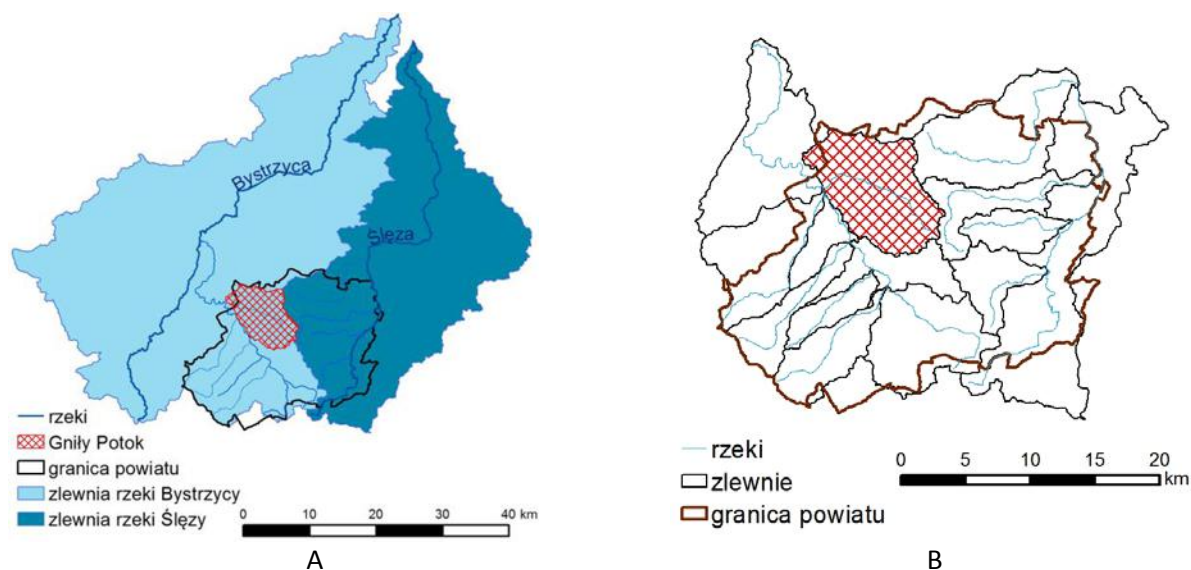 Bystrzyca
Ślęza
rzeki
Gniły Potok
granica powiatu
zlewnia rzeki Bystrzycy
zlewnia rzeki Ślęzy
0 10 20 30 40 km
A
rzeki
zlewnie
granica powiatu
0 5 10 15 20
km
B